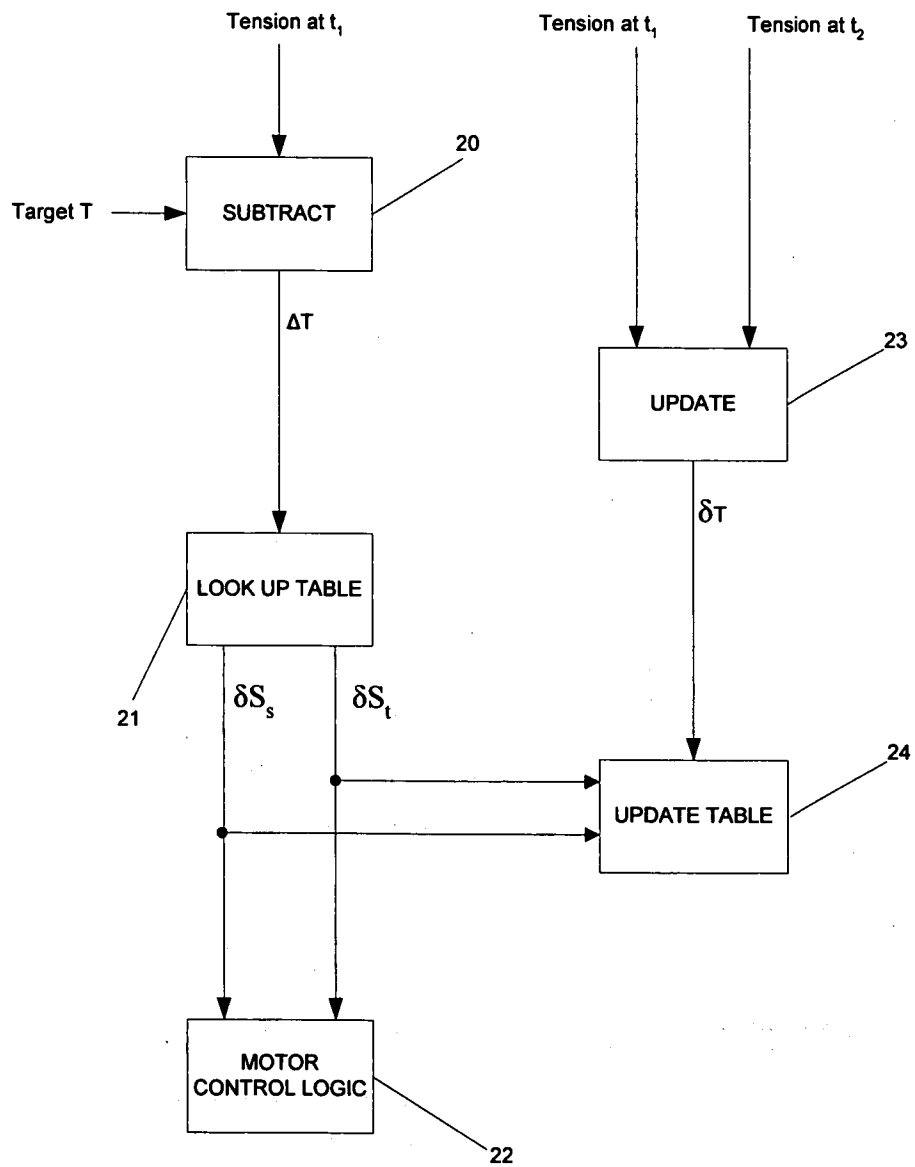 Tension at t₁
Tension at t₁
Tension at t₂
20
Target T
SUBTRACT
ΔT
23
UPDATE
δT
LOOK UP TABLE
21
δSₛ
δSₜ
24
UPDATE TABLE
MOTOR
CONTROL LOGIC
22